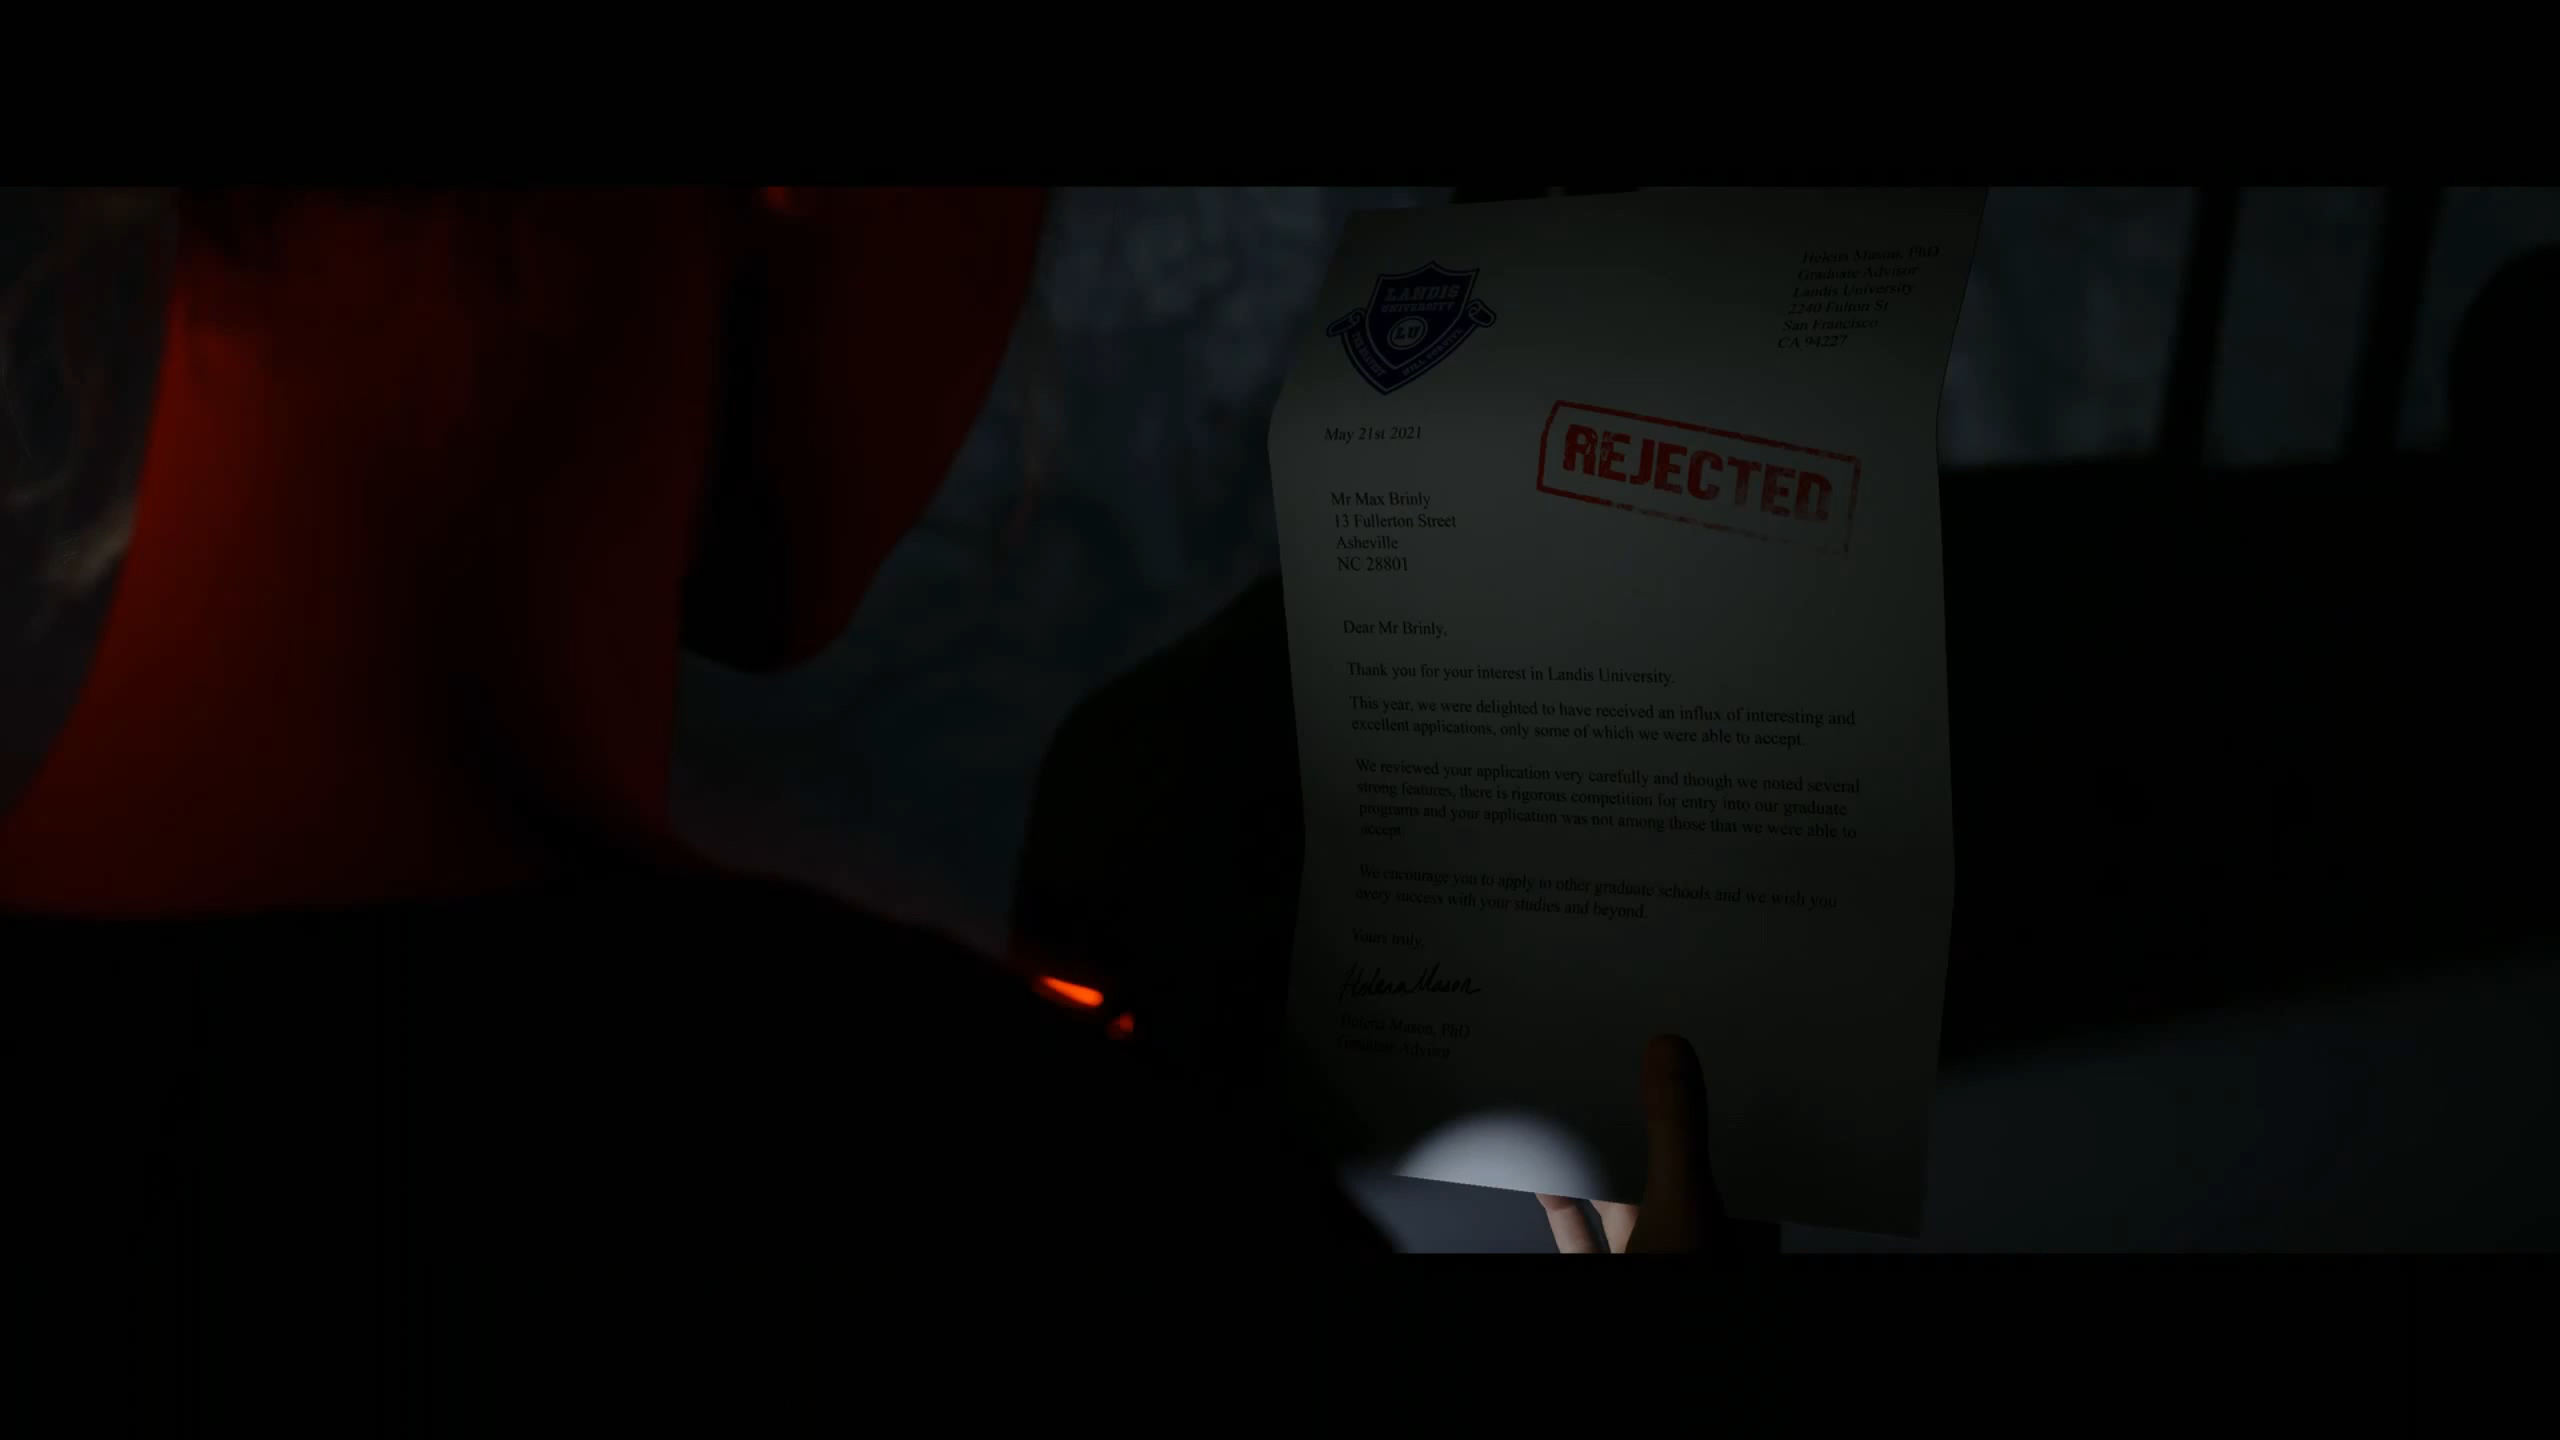 LANDIS
UNIVERSITY
LU
WILL SURVIVE
Helena Mason, PhD
Graduate Advisor
Landis University
2240 Fulton St
San Francisco
CA 94227
May 21st 2021
REJECTED
Mr Max Brinly
13 Fullerton Street
Asheville
NC 28801
Dear Mr Brinly,
Thank you for your interest in Landis University.
This year, we were delighted to have received an influx of interesting and
excellent applications, only some of which we were able to accept.
We reviewed your application very carefully and though we noted several
strong features, there is rigorous competition for entry into our graduate
programs and your application was not among those that we were able to
accept.
We encourage you to apply to other graduate schools and we wish you
every success with your studies and beyond.
Yours truly,
Helena Mason
Helena Mason, PhD
Graduate Advisor